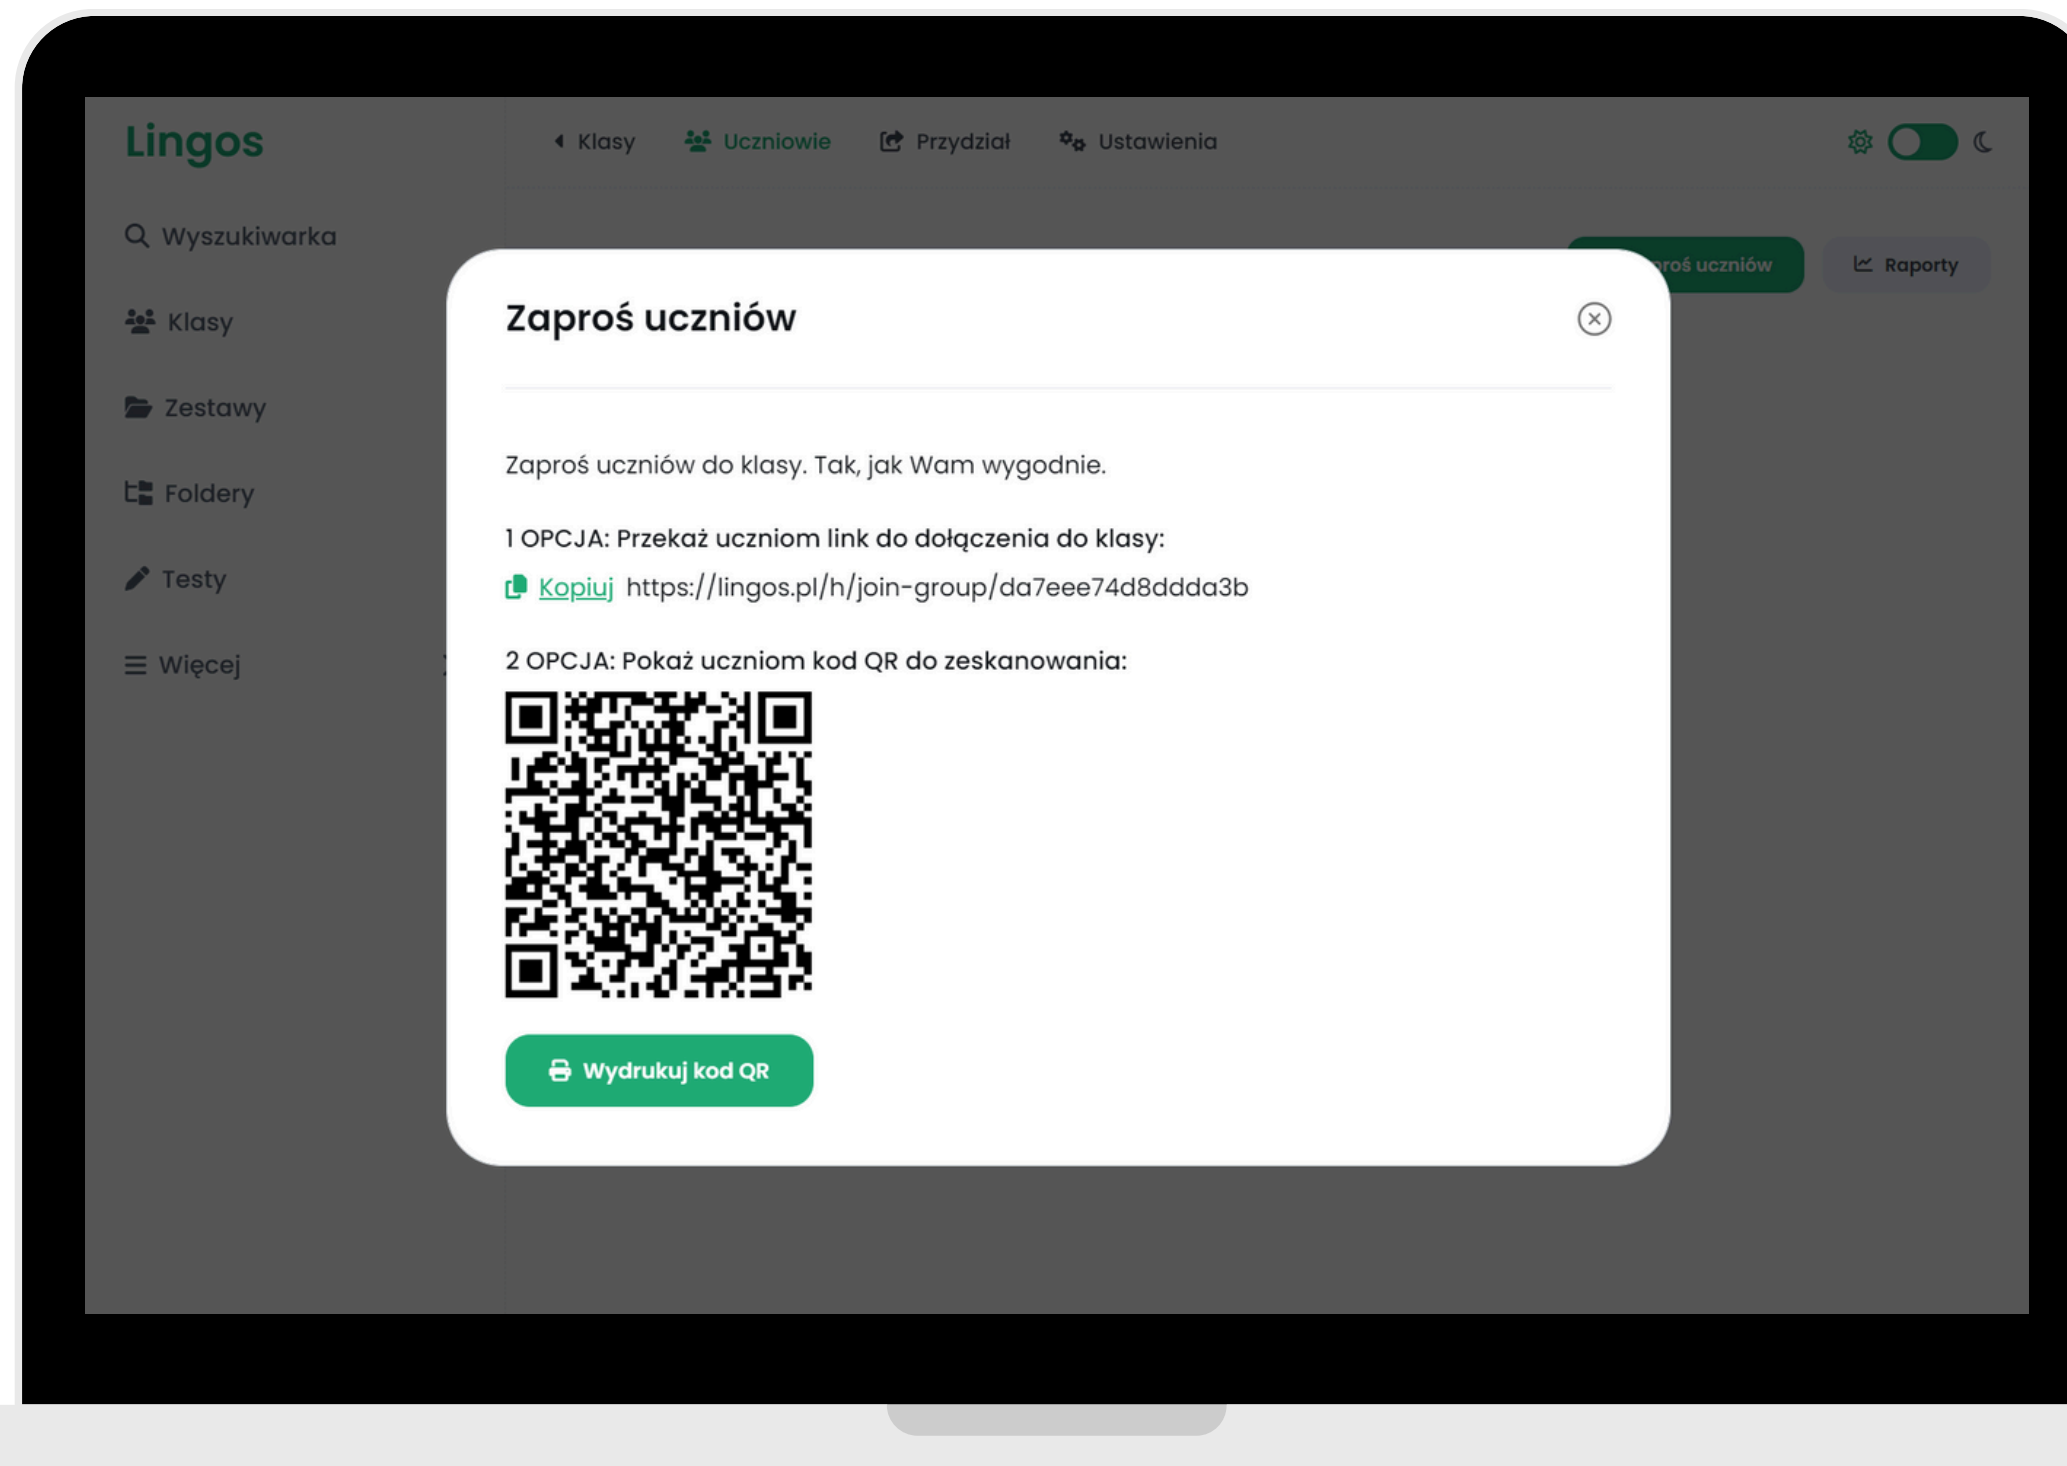 Lingos
Klasy Uczniowie Przydział Ustawienia
Wyszukiwarka
Klasy
Zestawy
Foldery
Testy
Więcej
uczniów
Raporty
Zaproś uczniów
Zaproś uczniów do klasy. Tak, jak Wam wygodnie.
1 OPCJA: Przekaż uczniom link do dołączenia do klasy:
Kopiuj https://lingos.pl/h/join-group/da7eee74d8ddda3b
2 OPCJA: Pokaż uczniom kod QR do zeskanowania:
Wydrukuj kod QR